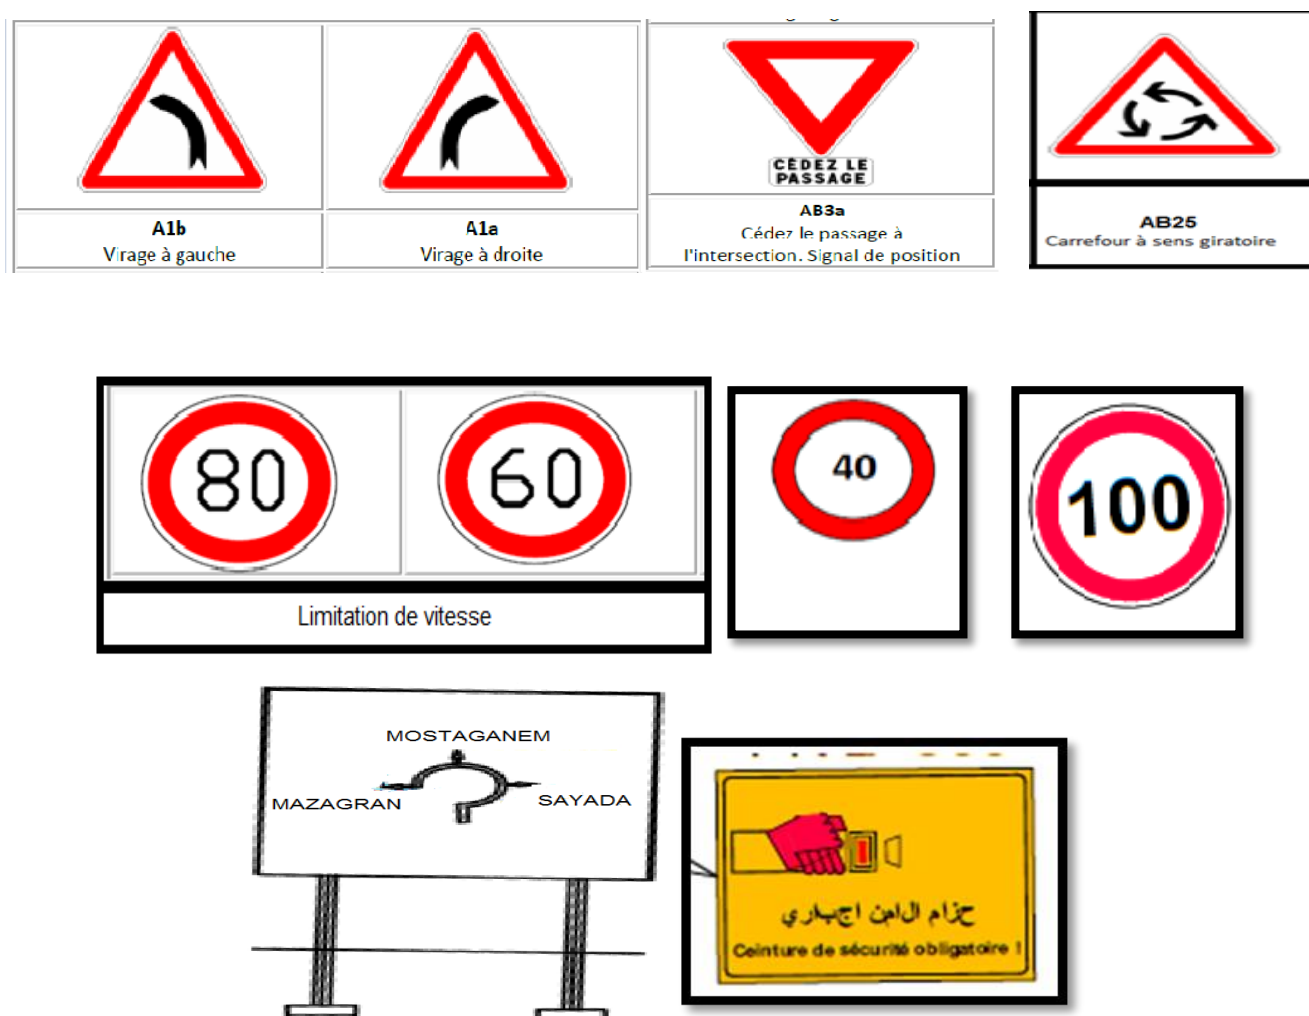 CÉDEZ LE
PASSAGE
A1b
Virage à gauche
A1a
Virage à droite
AB3a
Cédez le passage à
l'intersection. Signal de position
AB25
Carrefour à sens giratoire
80
60
40
100
Limitation de vitesse
MOSTAGANEM
MAZAGRAN
SAYADA
حزام الامن اجباري
Ceinture de sécurité obligatoire !